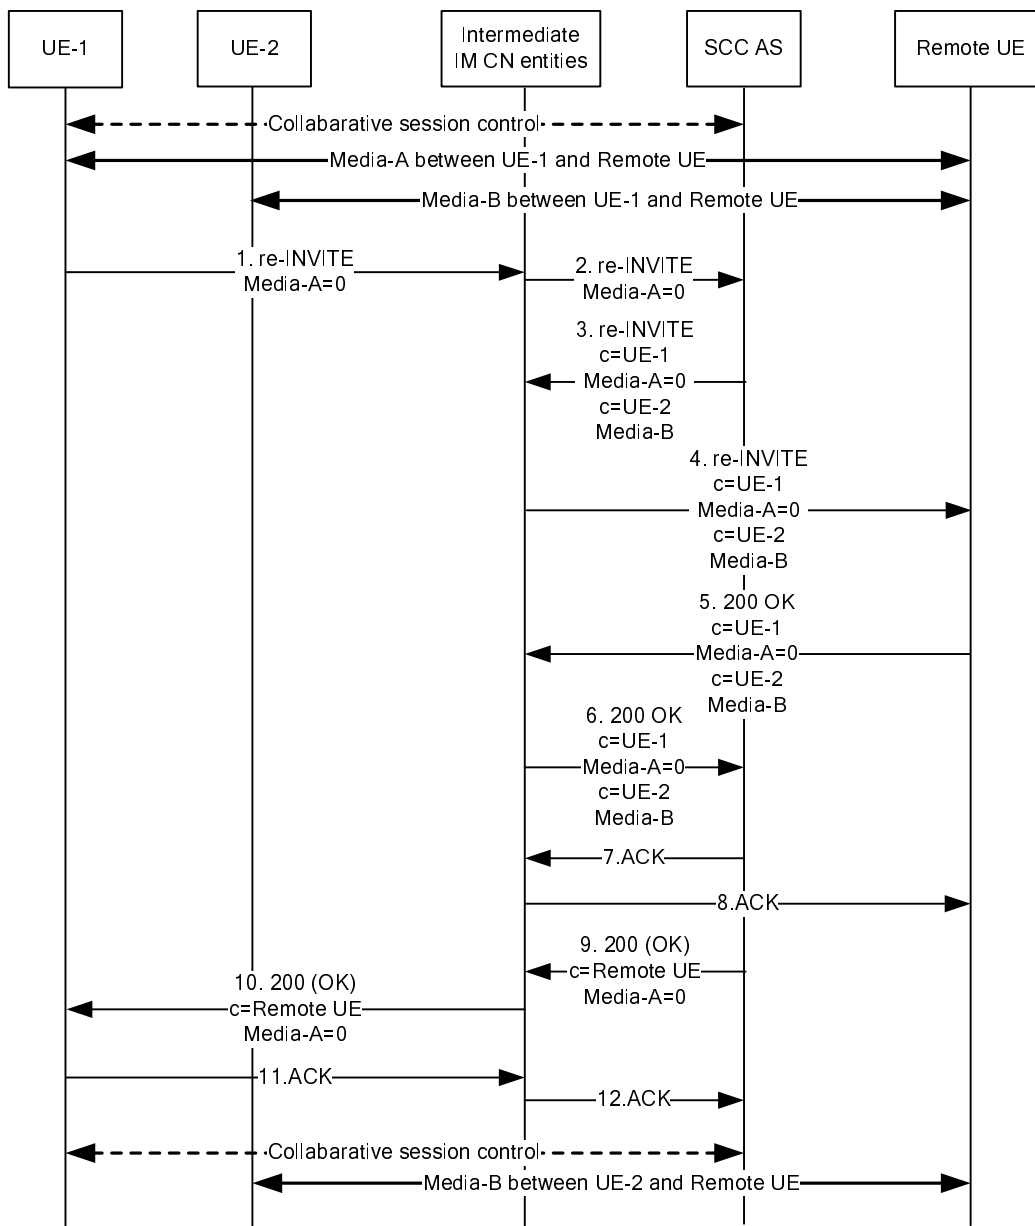 UE-1
UE-2
Intermediate
IM CN entities
SCC AS
Remote UE
Collabarative session control
Media-A between UE-1 and Remote UE
Media-B between UE-1 and Remote UE
1. re-INVITE
Media-A=0
2. re-INVITE
Media-A=0
3. re-INVITE
c=UE-1
Media-A=0
c=UE-2
Media-B
4. re-INVITE
c=UE-1
Media-A=0
c=UE-2
Media-B
5. 200 OK
c=UE-1
Media-A=0
c=UE-2
Media-B
6. 200 OK
c=UE-1
Media-A=0
c=UE-2
Media-B
7.ACK
8.ACK
9. 200 (OK)
c=Remote UE
Media-A=0
10. 200 (OK)
c=Remote UE
Media-A=0
11.ACK
12.ACK
Collabarative session control
Media-B between UE-2 and Remote UE